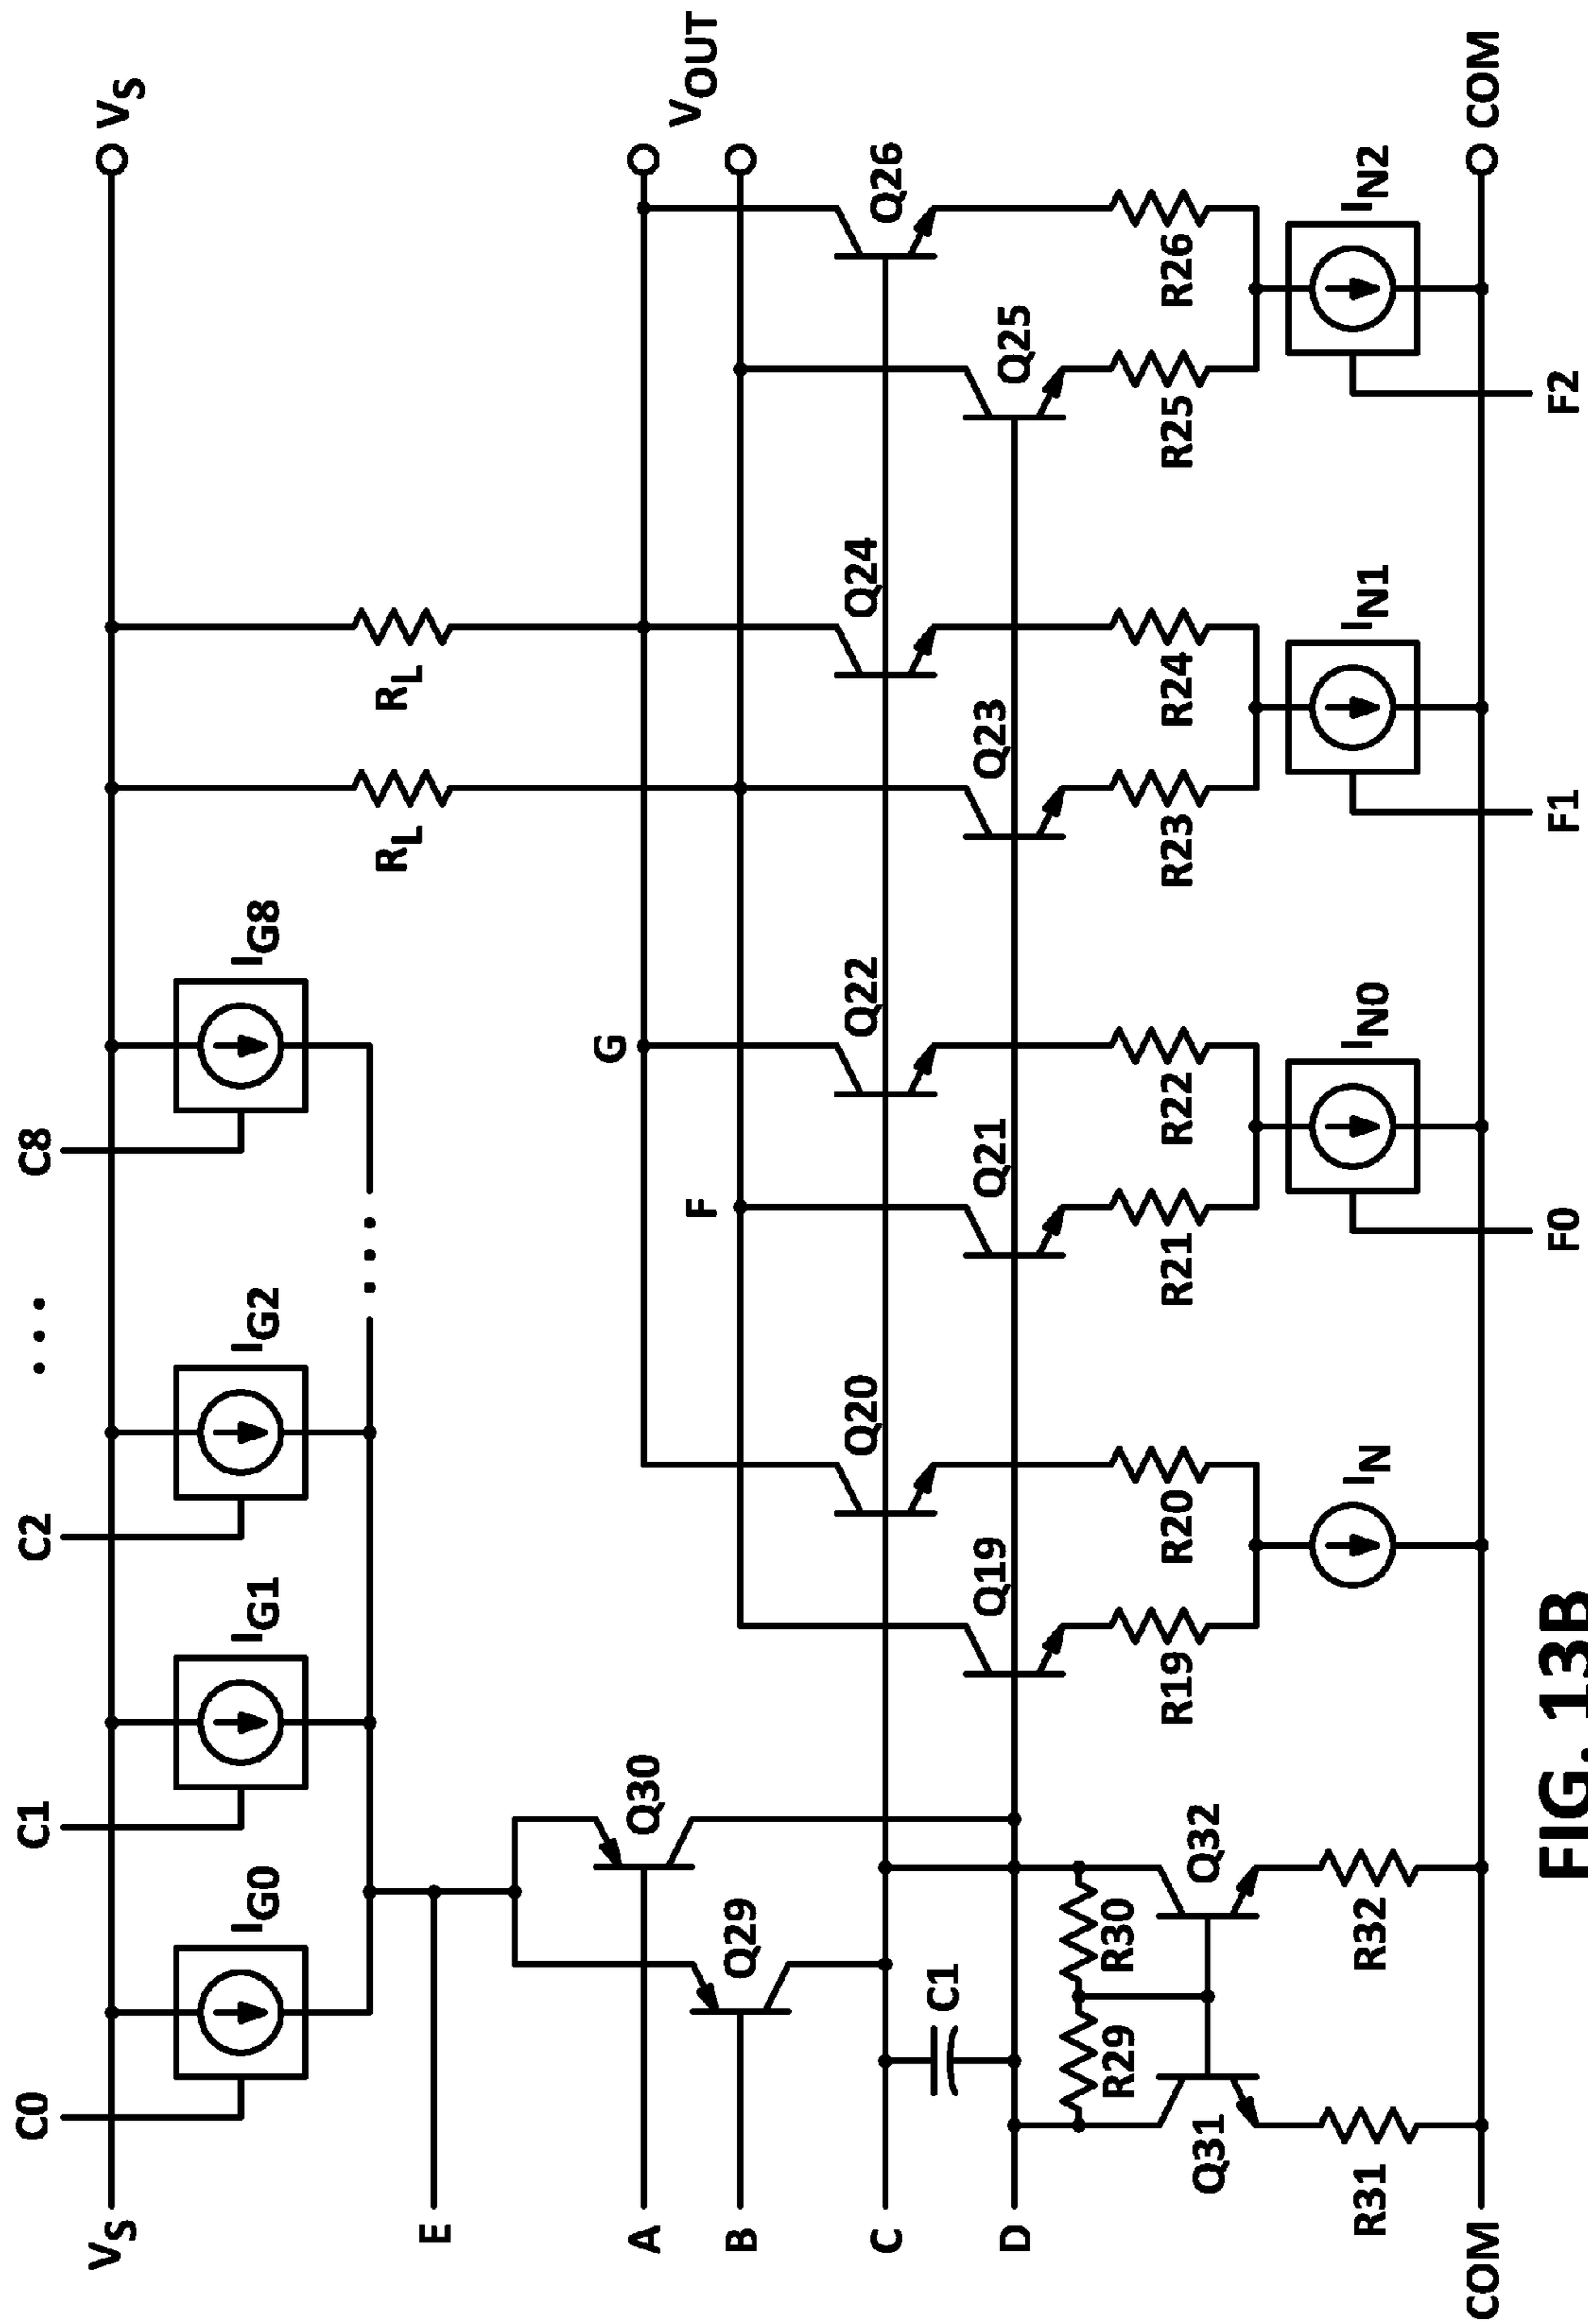 C0
C1
C2
. . .
C8
VS
VS
IG0
IG1
IG2
IG8
. . .
RL
RL
E
A
B
C
D
Q29
Q30
G
F
VOUT
C1
Q19
Q20
Q21
Q22
Q23
Q24
Q25
Q26
R29
R30
Q31
Q32
R19
R20
R21
R22
R23
R24
R25
R26
R31
R32
IN
IN0
IN1
IN2
COM
COM
F0
F1
F2
FIG. 13B